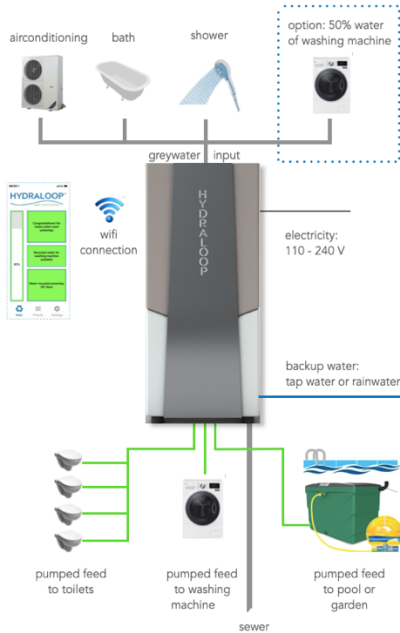 airconditioning
bath
shower
option: 50% water
of washing machine
greywater input
HYDRALOOP
HYDRALOOP
wifi
connection
electricity:
110 - 240 V
backup water:
tap water or rainwater
pumped feed
to toilets
pumped feed
to washing
machine
pumped feed
to pool or
garden
sewer